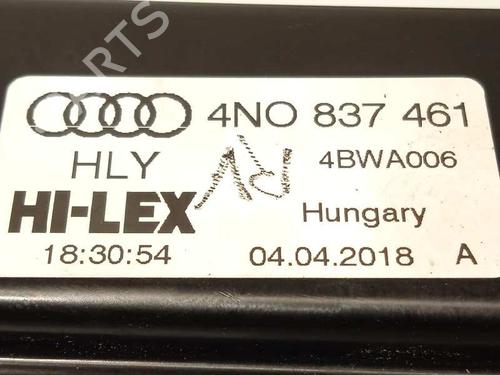 4N0 837 461
HLY
4BWA006
HI-LEX
Hungary
18:30:54
04.04.2018 A